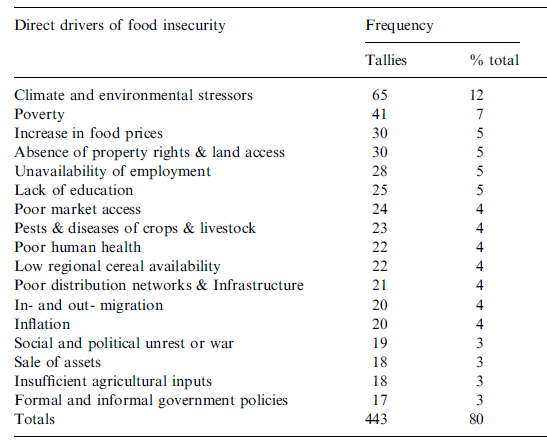 Direct drivers of food insecurity Frequency
Tallies % total
Climate and environmental stressors 65 12
Poverty 41 7
Increase in food prices 30 5
Absence of property rights & land access 30 5
Unavailability of employment 28 5
Lack of education 25 5
Poor market access 24 4
Pests & diseases of crops & livestock 23 4
Poor human health 22 4
Low regional cereal availability 22 4
Poor distribution networks & Infrastructure 21 4
In- and out- migration 20 4
Inflation 20 4
Social and political unrest or war 19 3
Sale of assets 18 3
Insufficient agricultural inputs 18 3
Formal and informal government policies 17 3
Totals 443 80